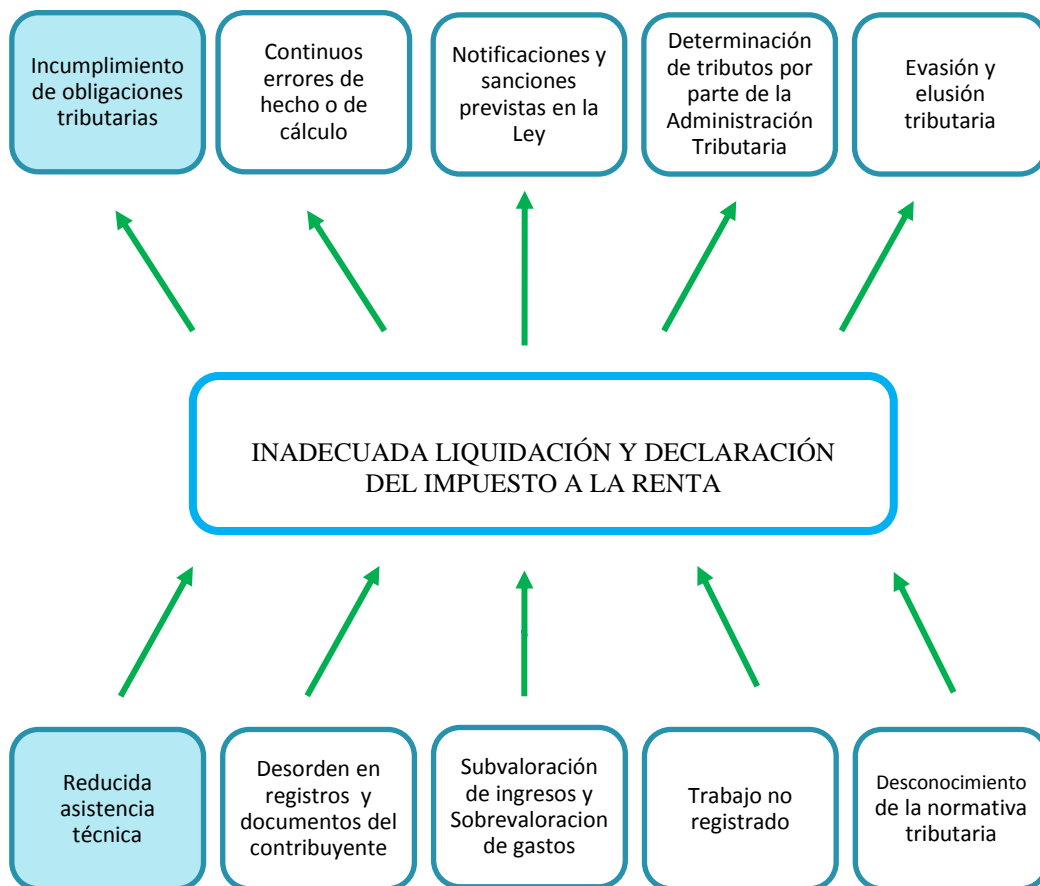 Incumplimiento
de obligaciones
tributarias
Continuos
errores de
hecho o de
cálculo
Notificaciones y
sanciones
previstas en la
Ley
Determinación
de tributos por
parte de la
Administración
Tributaria
Evasión y
elusión
tributaria
INADECUADA LIQUIDACIÓN Y DECLARACIÓN
DEL IMPUESTO A LA RENTA
Reducida
asistencia
técnica
Desorden en
registros y
documentos del
contribuyente
Subvaloración
de ingresos y
Sobrevaloracion
de gastos
Trabajo no
registrado
Desconocimiento
de la normativa
tributaria